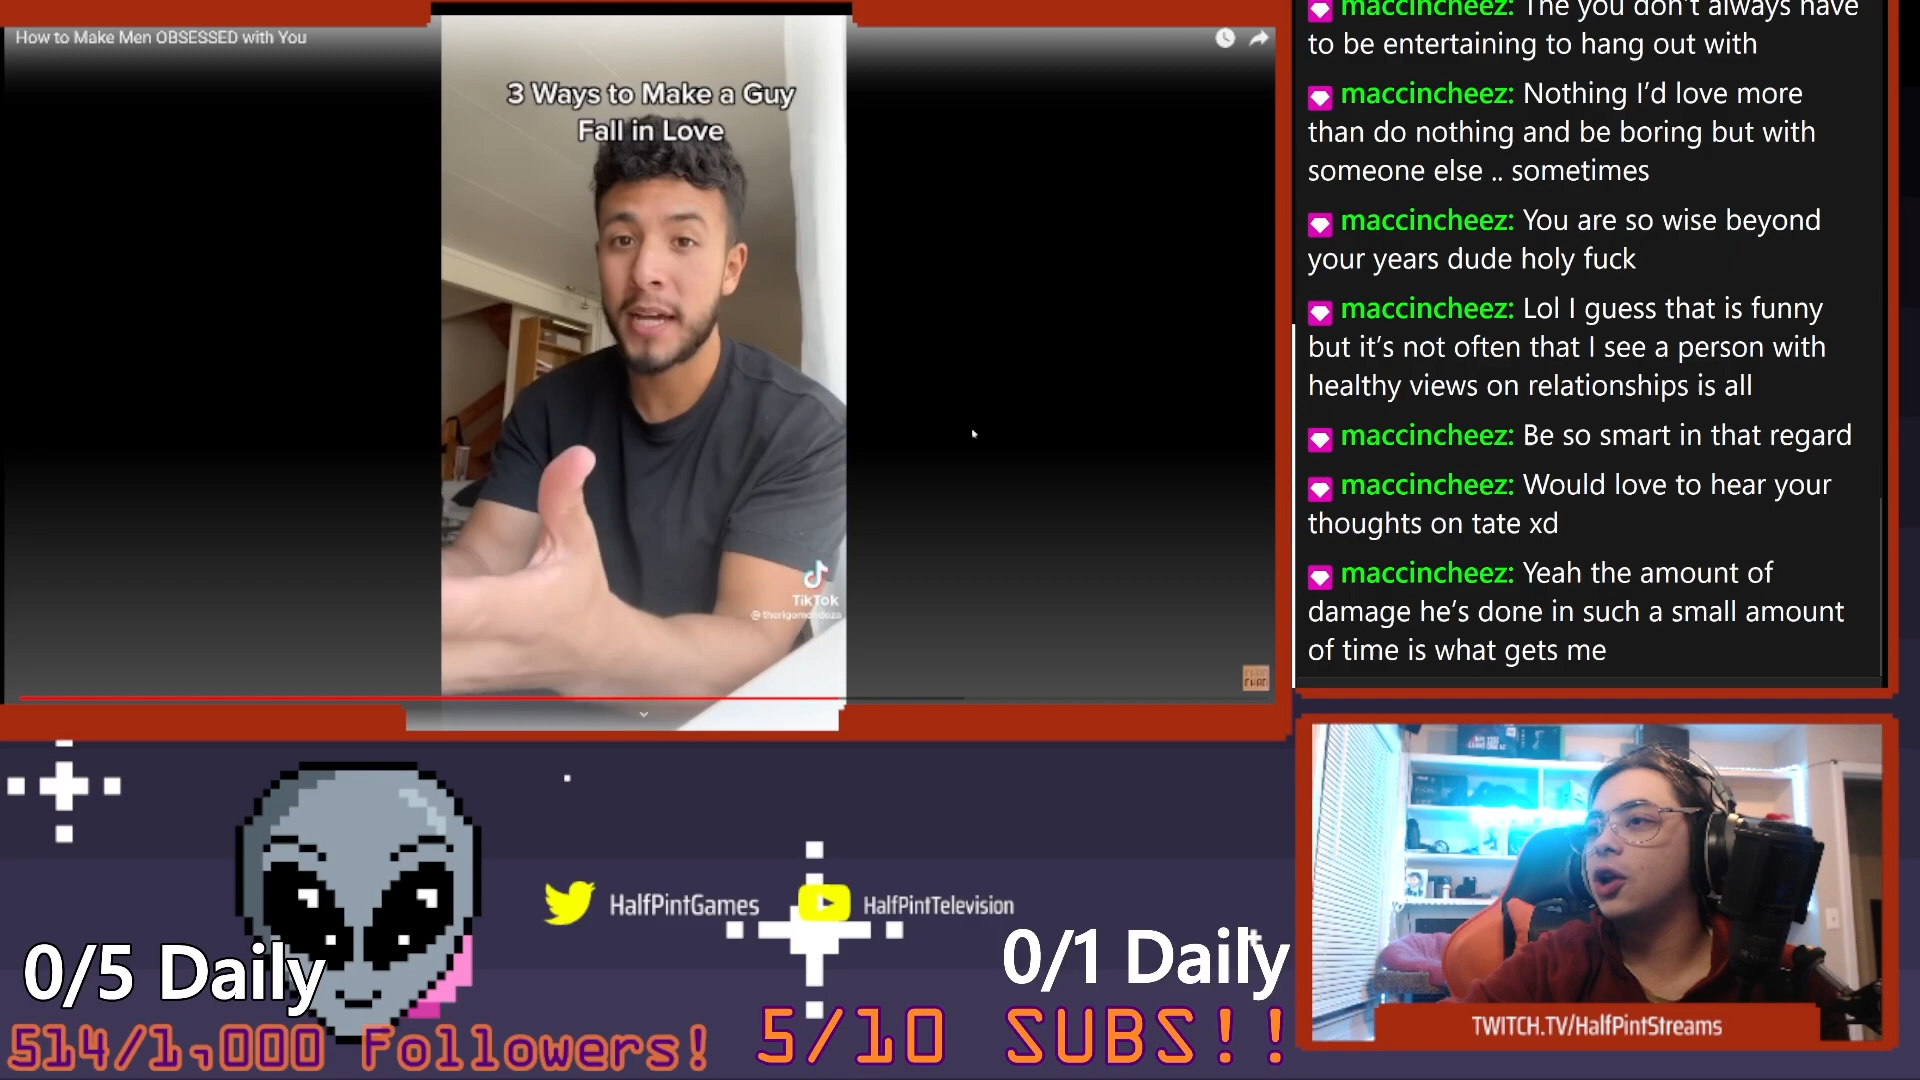 How to Make Men OBSESSED with You
3 Ways to Make a Guy
Fall in Love
TikTok
maccincheez: The you don't always have
to be entertaining to hang out with
maccincheez: Nothing I'd love more
than do nothing and be boring but with
someone else .. sometimes
maccincheez: You are so wise beyond
your years dude holy fuck
maccincheez: Lol I guess that is funny
but it's not often that I see a person with
healthy views on relationships is all
maccincheez: Be so smart in that regard
maccincheez: Would love to hear your
thoughts on tate xd
maccincheez: Yeah the amount of
damage he's done in such a small amount
of time is what gets me
HalfPintGames
HalfPintTelevision
0/5 Daily
0/1 Daily
514/1,000 Followers!
5/10 SUBS!!
TWITCH.TV/HalfPintStreams